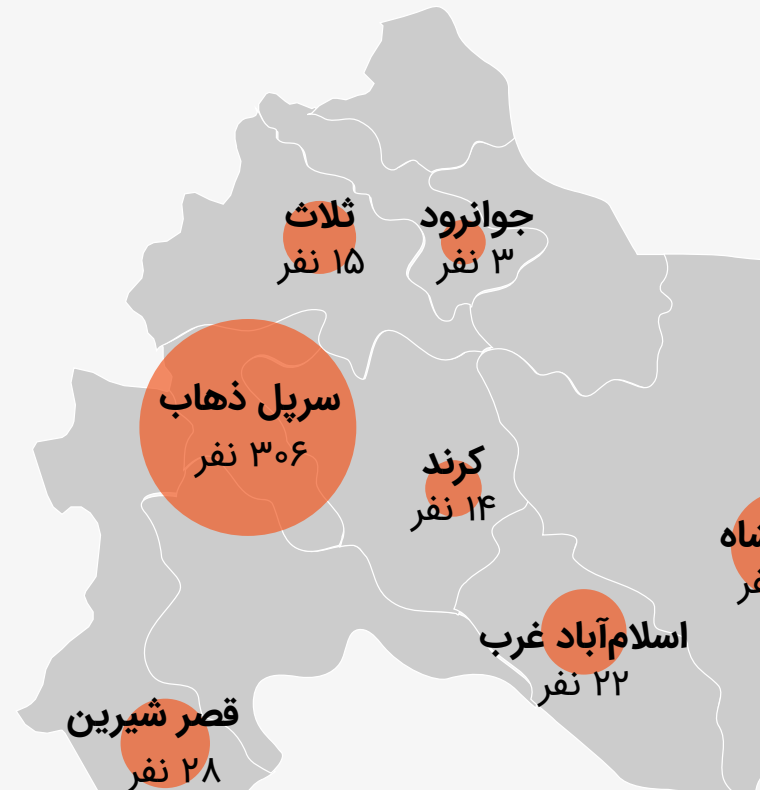 ثلاث
۱۵ نفر
جوانرود
۳ نفر
سرپل ذهاب
۳۰۶ نفر
کرند
۱۴ نفر
اسلام‌آباد غرب
۲۲ نفر
قصر شیرین
۲۸ نفر